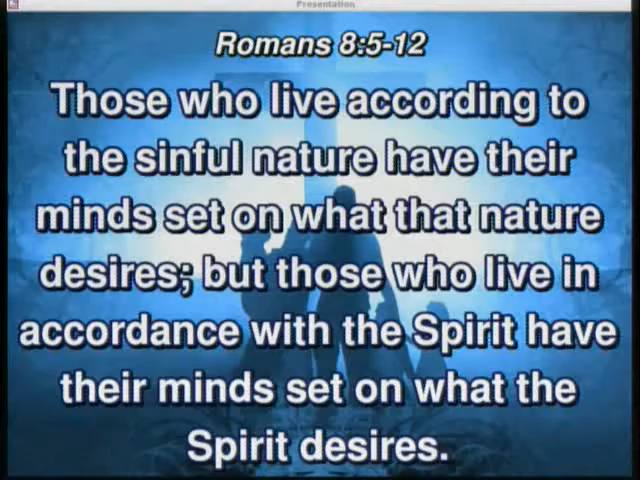 Presentation
Romans 8:5-12
Those who live according to
the sinful nature have their
minds set on what that nature
desires; but those who live in
accordance with the Spirit have
their minds set on what the
Spirit desires.